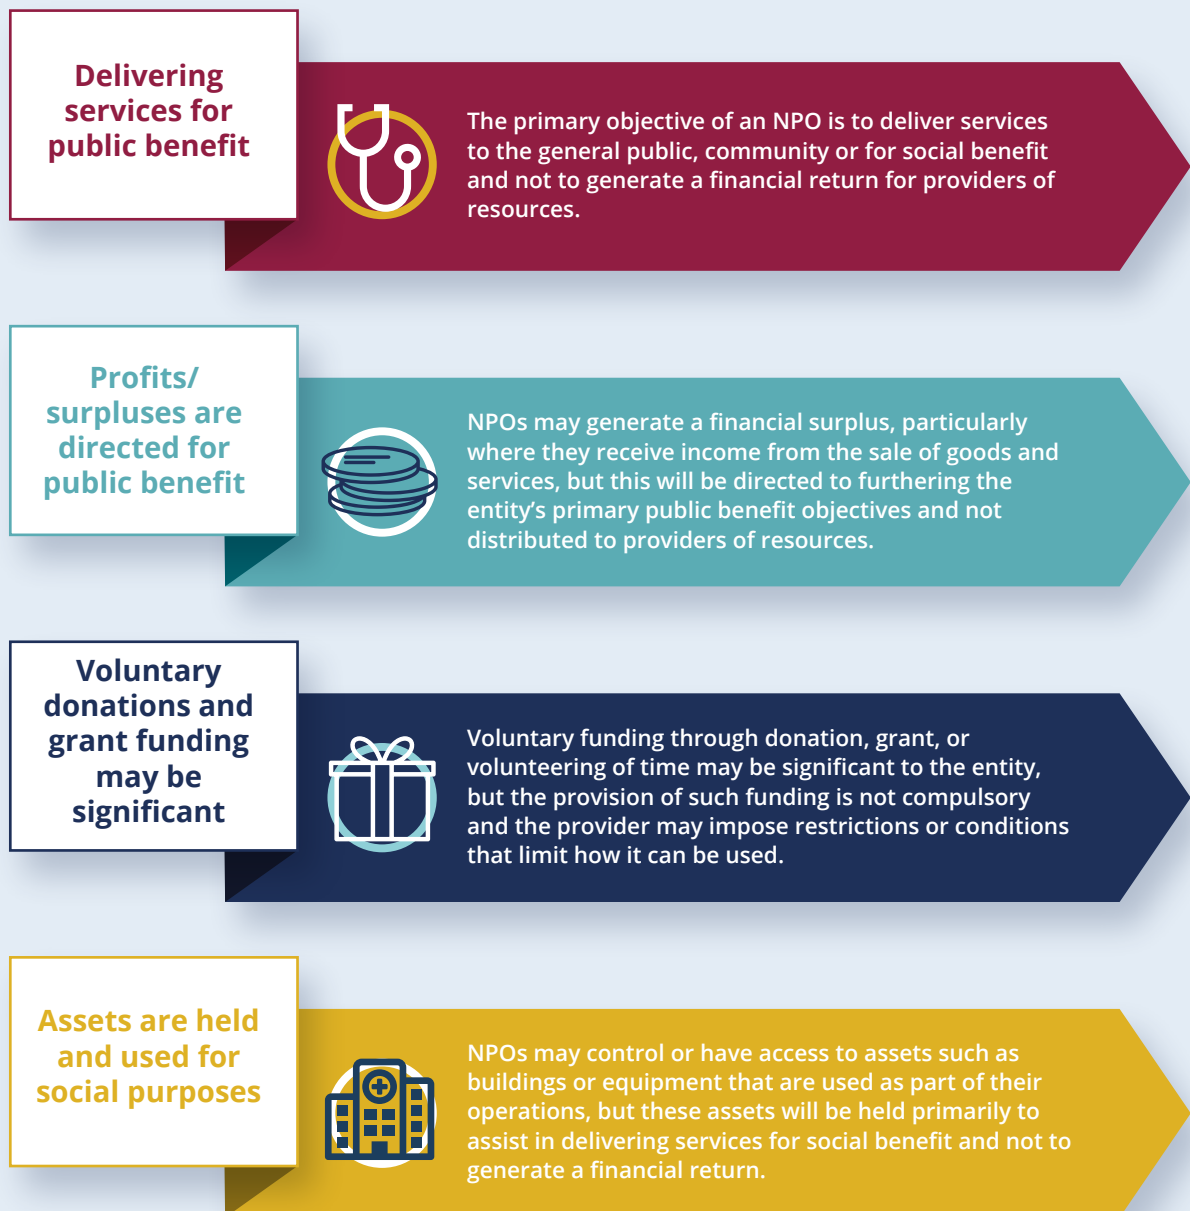 Delivering
services for
public benefit
The primary objective of an NPO is to deliver services
to the general public, community or for social benefit
and not to generate a financial return for providers of
resources.
Profits/
surpluses are
directed for
public benefit
NPOs may generate a financial surplus, particularly
where they receive income from the sale of goods and
services, but this will be directed to furthering the
entity’s primary public benefit objectives and not
distributed to providers of resources.
Voluntary
donations and
grant funding
may be
significant
Voluntary funding through donation, grant, or
volunteering of time may be significant to the entity,
but the provision of such funding is not compulsory
and the provider may impose restrictions or conditions
that limit how it can be used.
Assets are held
and used for
social purposes
NPOs may control or have access to assets such as
buildings or equipment that are used as part of their
operations, but these assets will be held primarily to
assist in delivering services for social benefit and not to
generate a financial return.